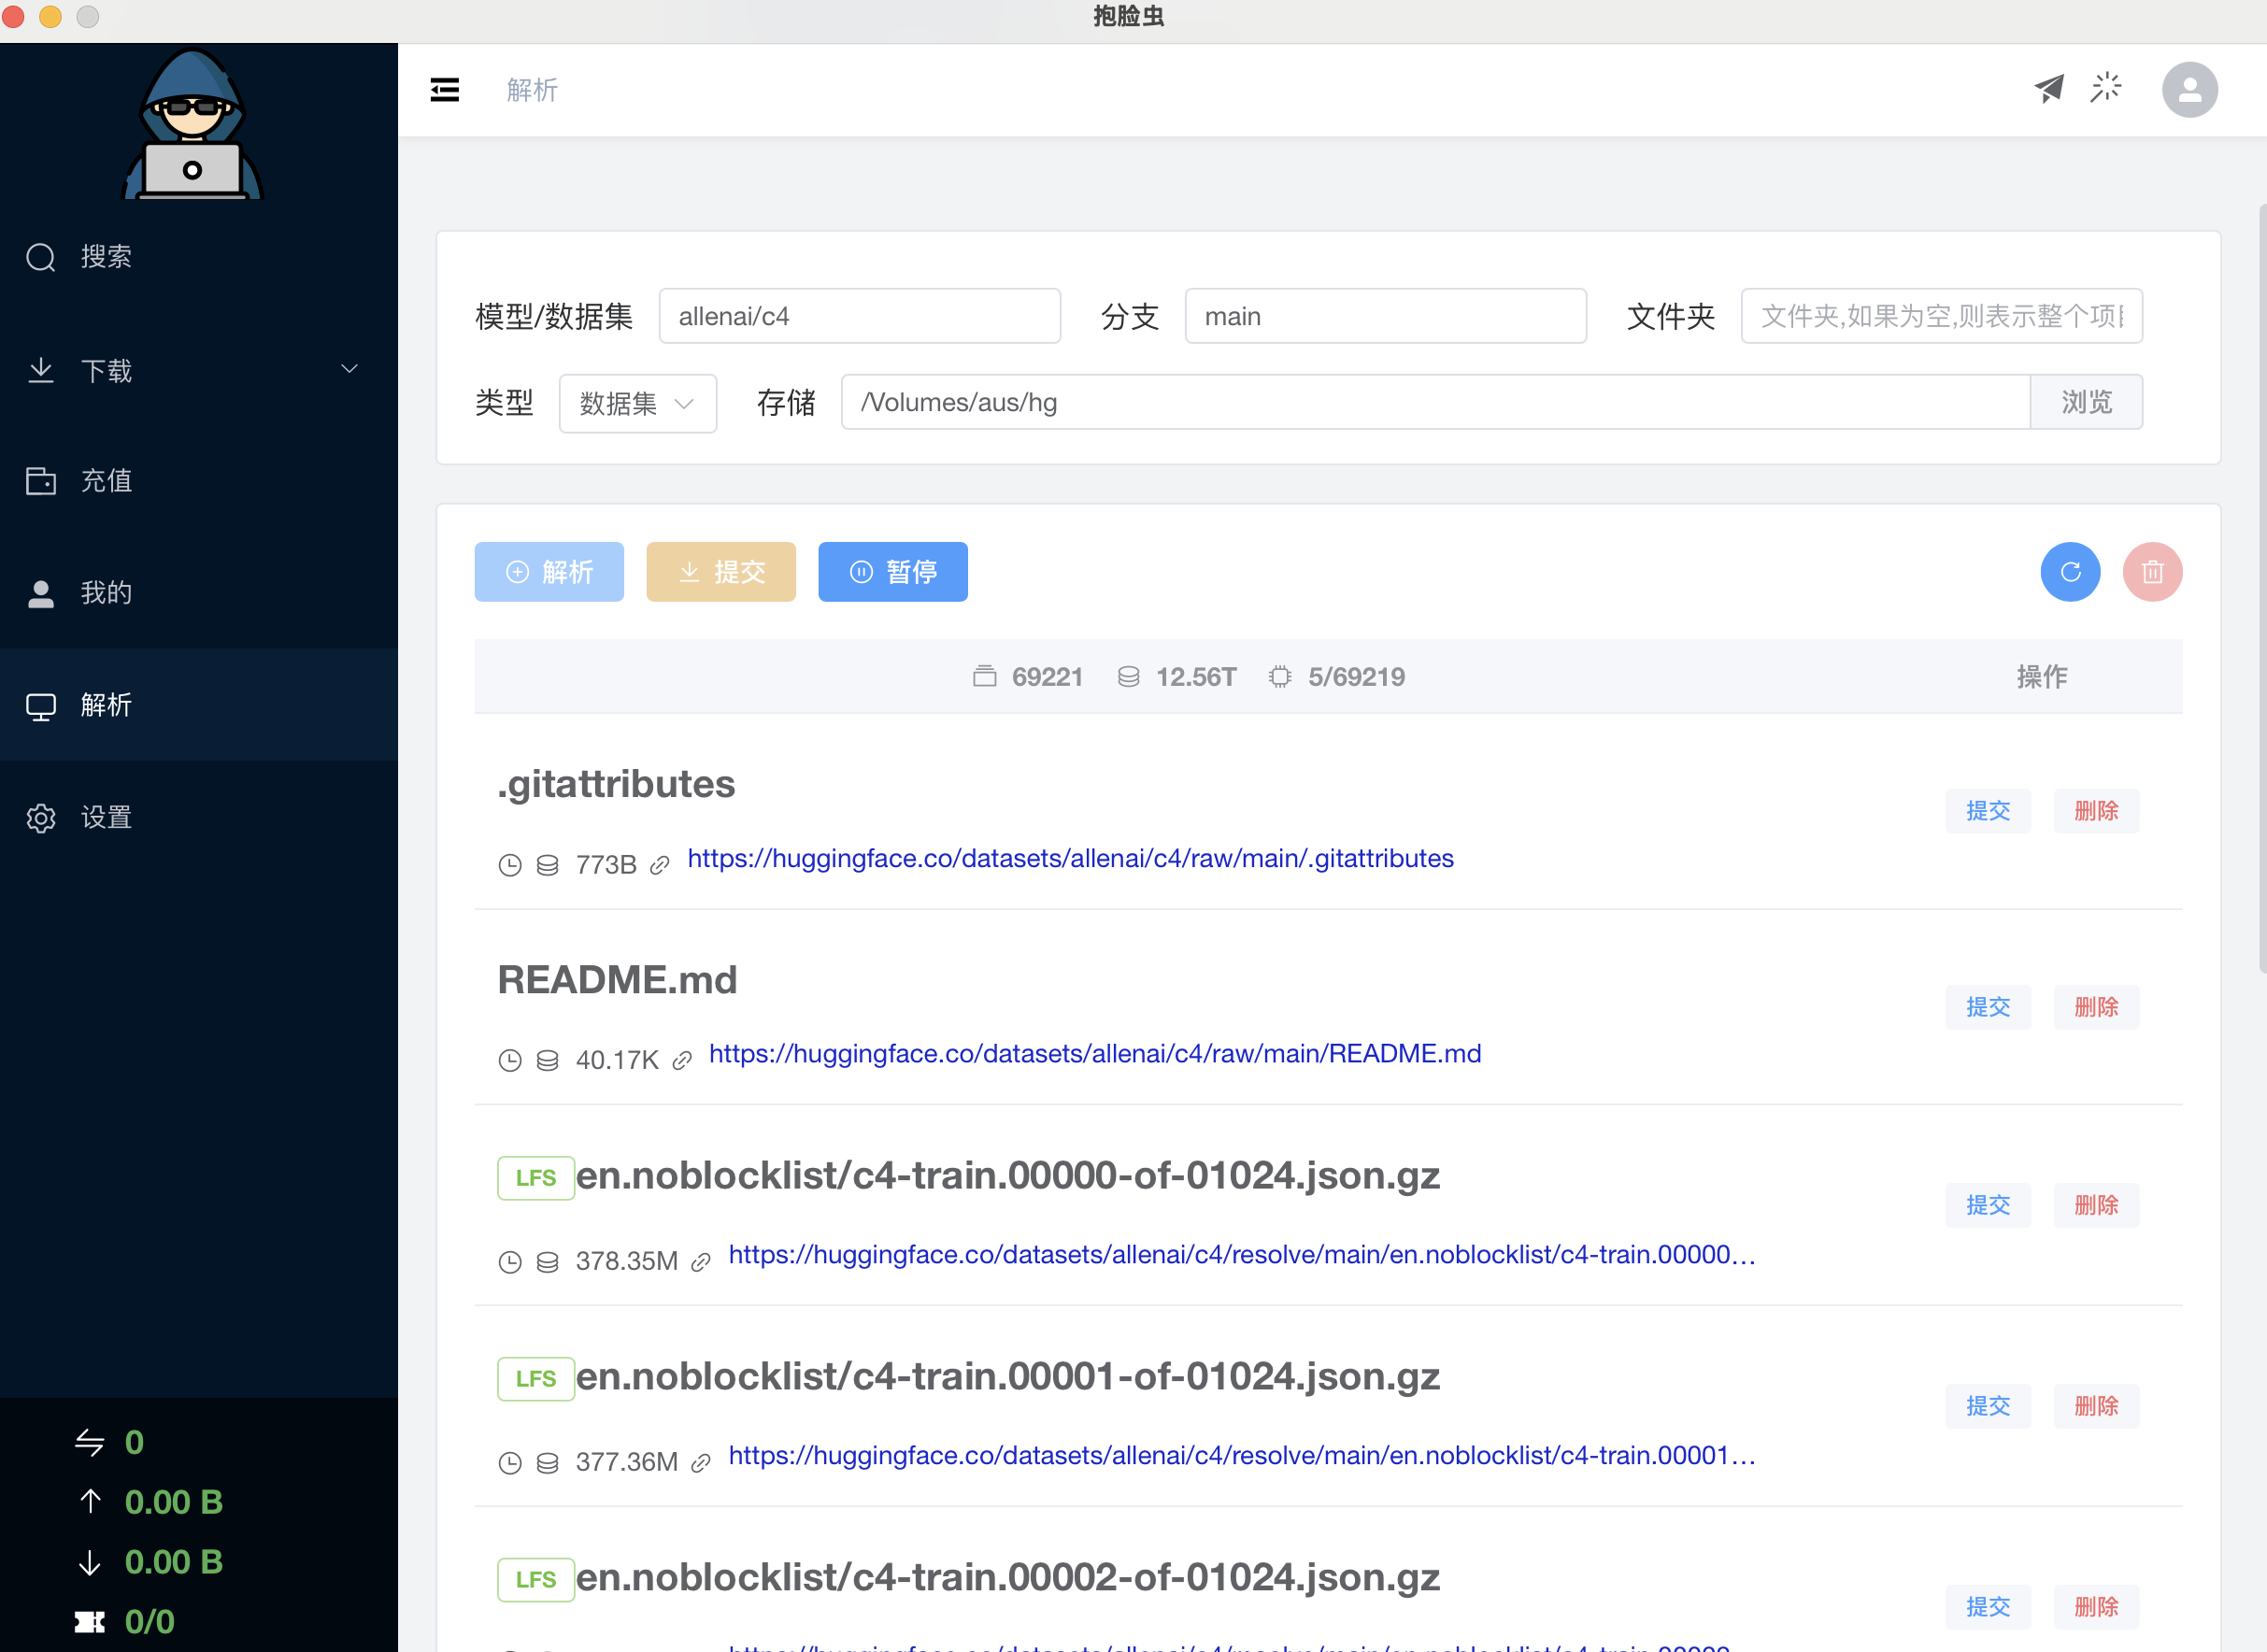 抱脸虫
解析
搜索
下载
充值
我的
解析
设置
0
0.00 B
0.00 B
0/0
模型/数据集 allenai/c4 分支 main 文件夹 文件夹,如果为空,则表示整个项
类型 数据集 存储 /Volumes/aus/hg 浏览
解析 提交 暂停
69221 12.56T 5/69219 操作
.gitattributes
提交 删除
773B https://huggingface.co/datasets/allenai/c4/raw/main/.gitattributes
README.md
提交 删除
40.17K https://huggingface.co/datasets/allenai/c4/raw/main/README.md
LFS en.noblocklist/c4-train.00000-of-01024.json.gz
提交 删除
378.35M https://huggingface.co/datasets/allenai/c4/resolve/main/en.noblocklist/c4-train.00000...
LFS en.noblocklist/c4-train.00001-of-01024.json.gz
提交 删除
377.36M https://huggingface.co/datasets/allenai/c4/resolve/main/en.noblocklist/c4-train.00001...
LFS en.noblocklist/c4-train.00002-of-01024.json.gz
提交 删除